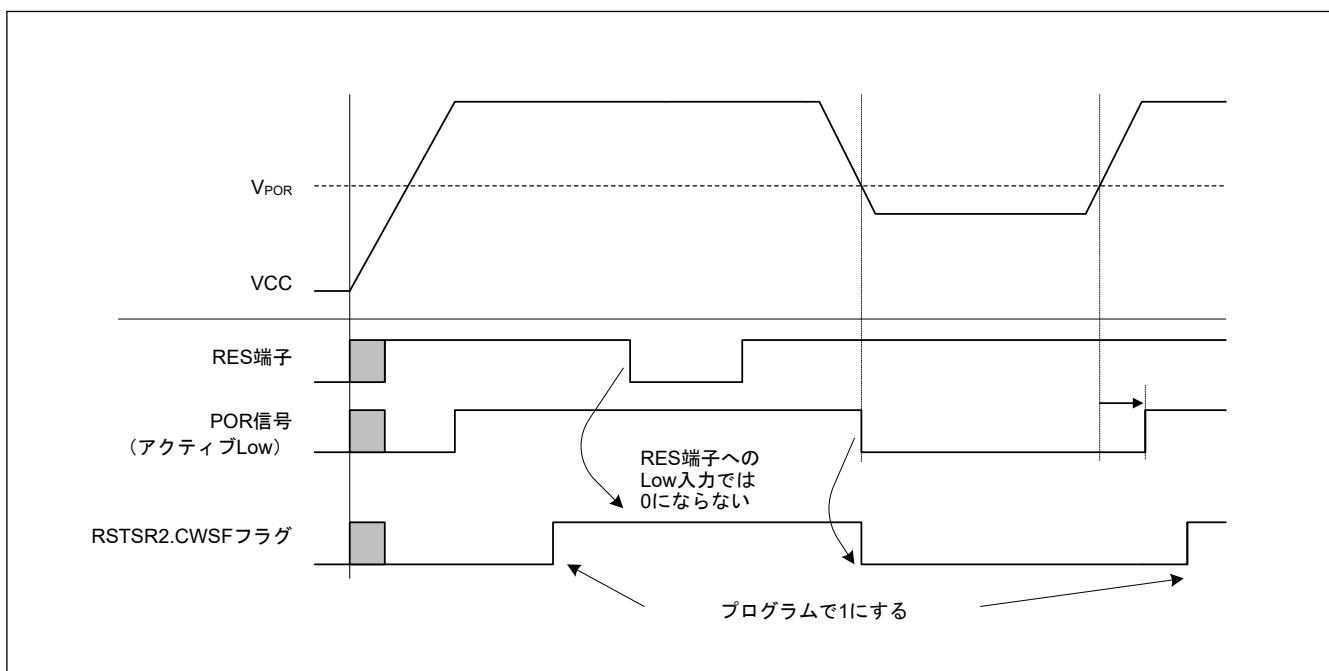 VPOR
VCC
RES端子
POR信号
（アクティブLow）
RES端子への
Low入力では
0にならない
RSTSR2.CWSFフラグ
プログラムで1にする